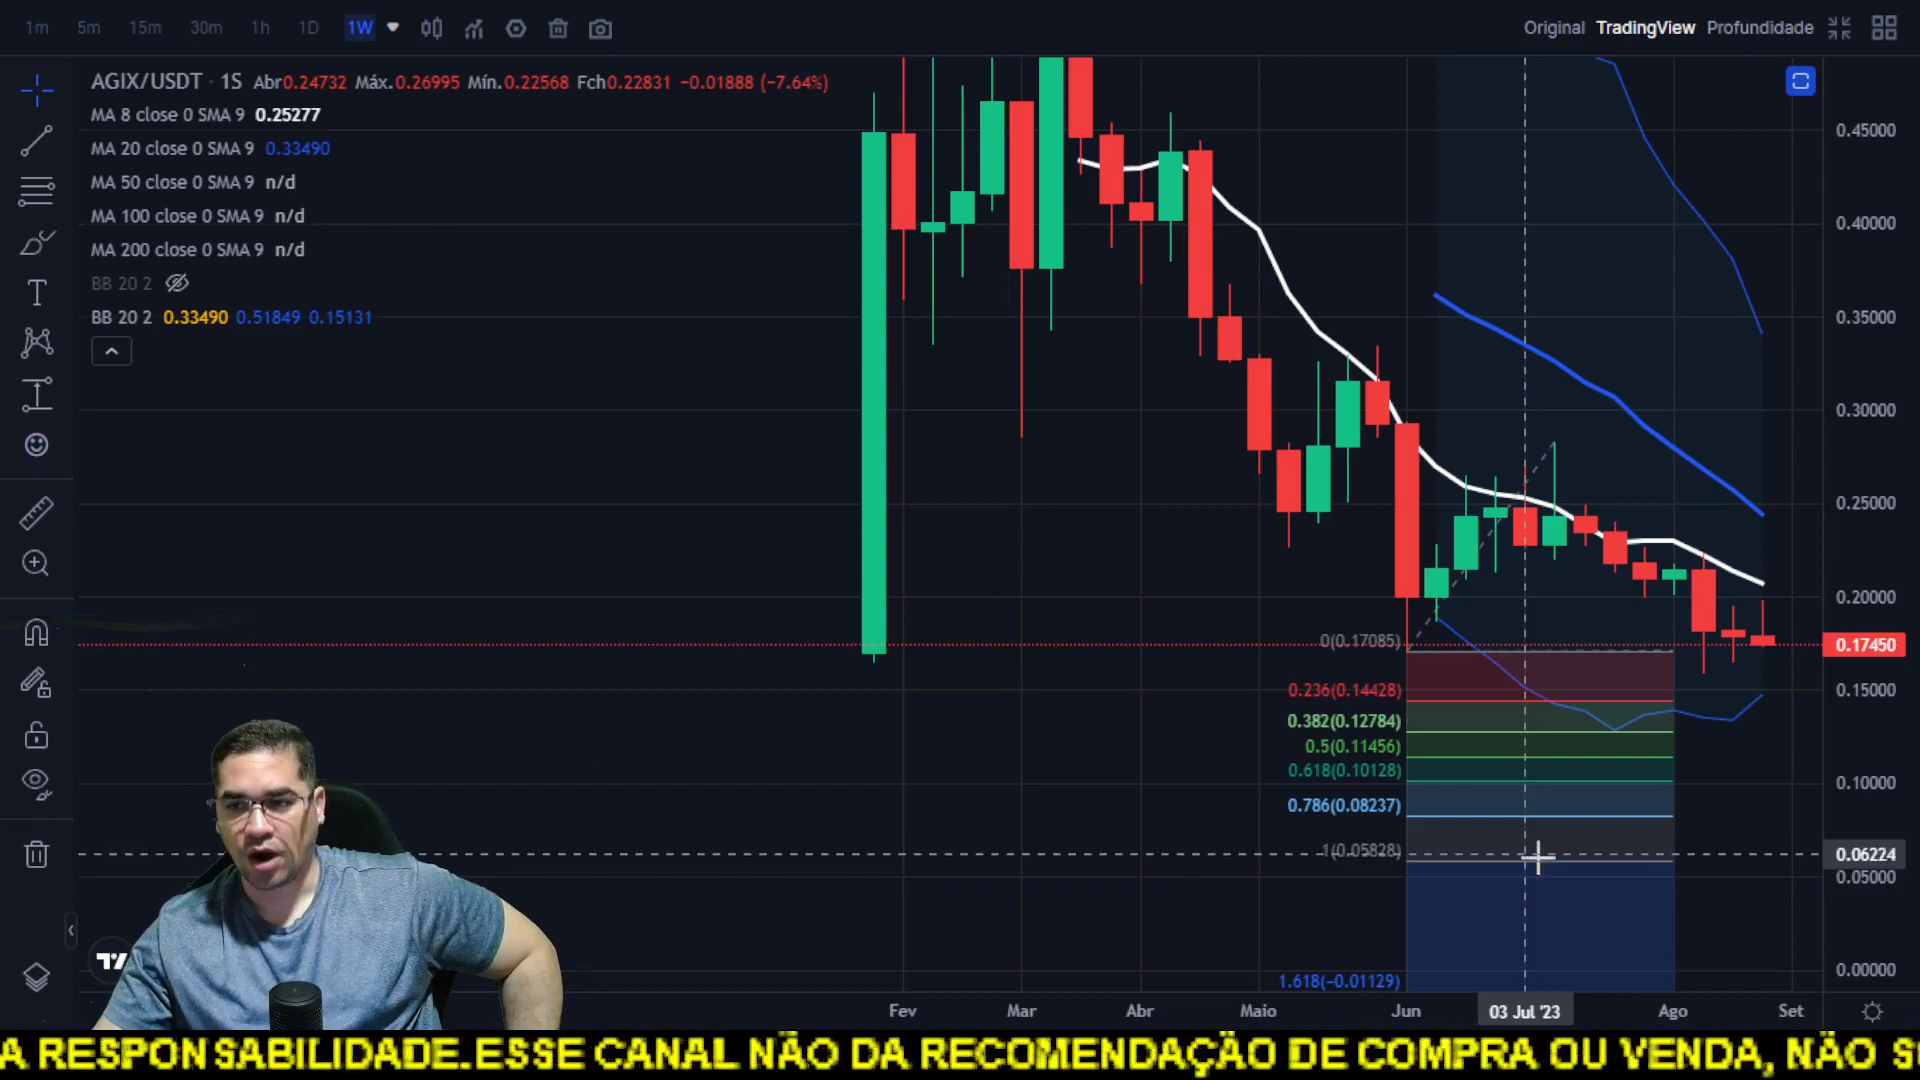 1m 5m 15m 30m 1h 1D 1W
Original TradingView Profundidade
AGIX/USDT · 1S Abr0.24732 Máx.0.26995 Mín.0.22568 Fch0.22831 −0.01888 (−7.64%)
MA 8 close 0 SMA 9 0.25277
MA 20 close 0 SMA 9 0.33490
MA 50 close 0 SMA 9 n/d
MA 100 close 0 SMA 9 n/d
MA 200 close 0 SMA 9 n/d
BB 20 2
BB 20 2 0.33490 0.51849 0.15131
0.45000
0.40000
0.35000
0.30000
0.25000
0.20000
0(0.17085)
0.17450
0.236(0.14428)
0.15000
0.382(0.12784)
0.5(0.11456)
0.618(0.10128)
0.10000
0.786(0.08237)
1(0.05828)
0.06224
0.05000
0.00000
1.618(−0.01129)
Fev Mar Abr Maio Jun 03 Jul '23 Ago Set
A RESPONSABILIDADE.ESSE CANAL NÃO DA RECOMENDAÇÃO DE COMPRA OU VENDA, NÃO S